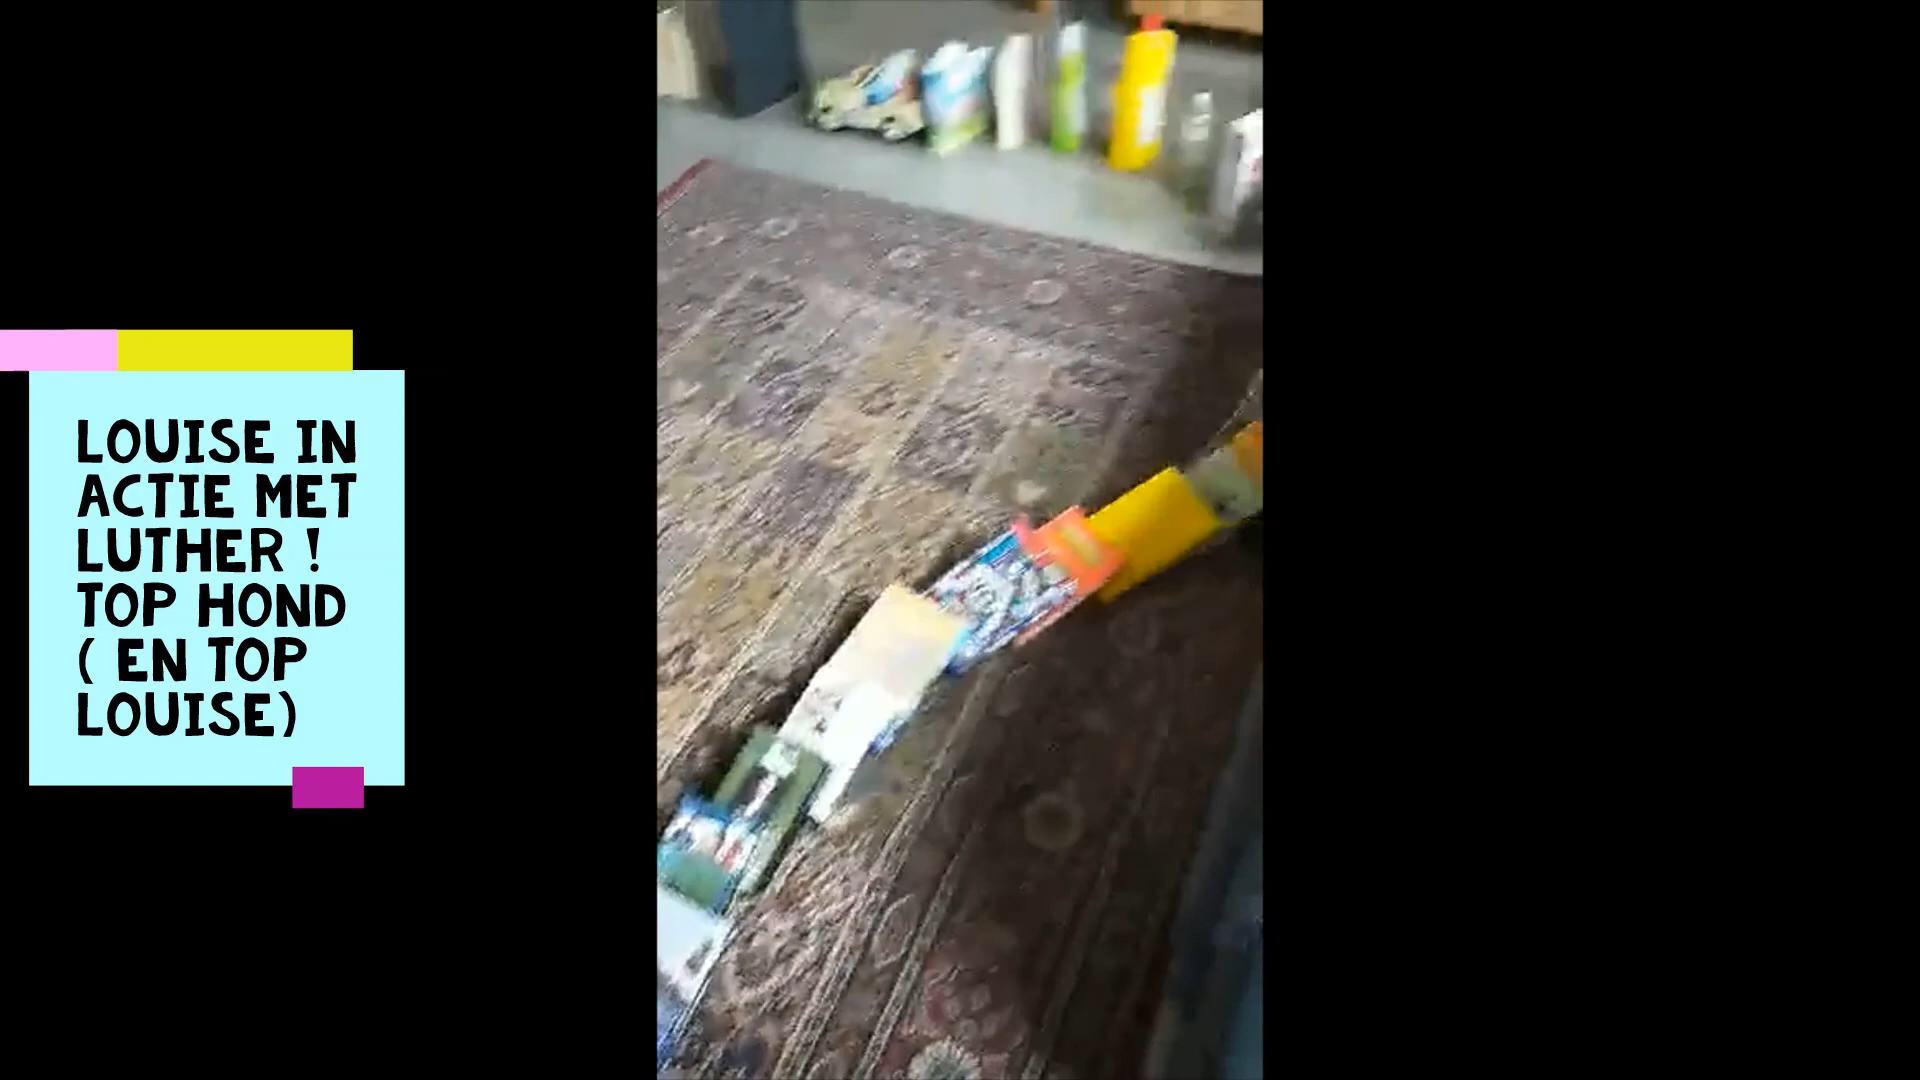 LOUISE IN
ACTIE MET
LUTHER !
TOP HOND
( EN TOP
LOUISE)